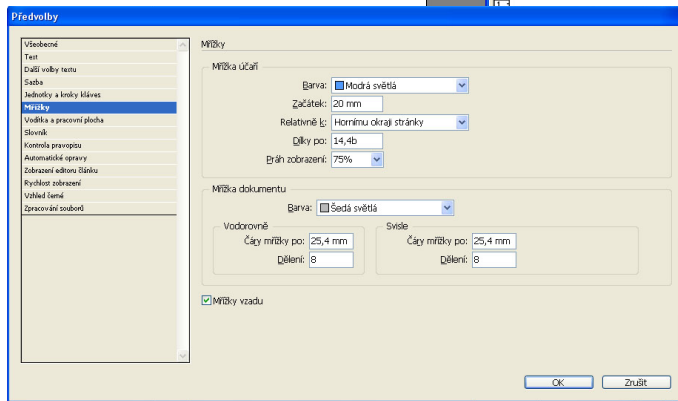 Předvolby
Všeobecné
Text
Další volby textu
Sazba
Jednotky a kroky kláves
Mřížky
Vodítka a pracovní plocha
Slovník
Kontrola pravopisu
Automatické opravy
Zobrazení editoru článku
Rychlost zobrazení
Vzhled černé
Zpracování souborů
Mřížky
Mřížka účaří
Barva: Modrá světlá
Začátek: 20 mm
Relativně k: Hornímu okraji stránky
Dílky po: 14,4b
Práh zobrazení: 75%
Mřížka dokumentu
Barva: Šedá světlá
Vodorovně
Čáry mřížky po: 25,4 mm
Dělení: 8
Svisle
Čáry mřížky po: 25,4 mm
Dělení: 8
Mřížky vzadu
OK Zrušit